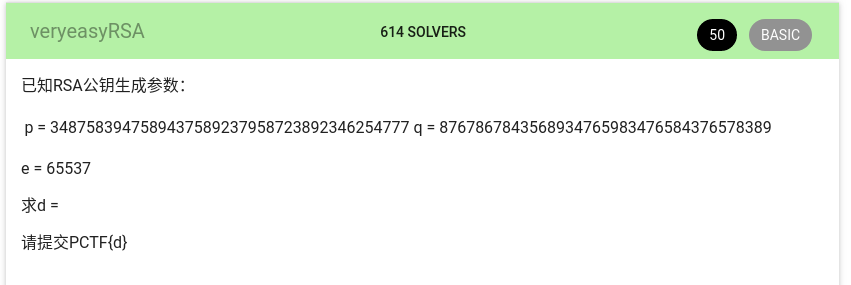 veryeasyRSA 614 SOLVERS 50 BASIC
已知RSA公钥生成参数：
p = 3487583947589437589237958723892346254777 q = 8767867843568934765983476584376578389
e = 65537
求d =
请提交PCTF{d}